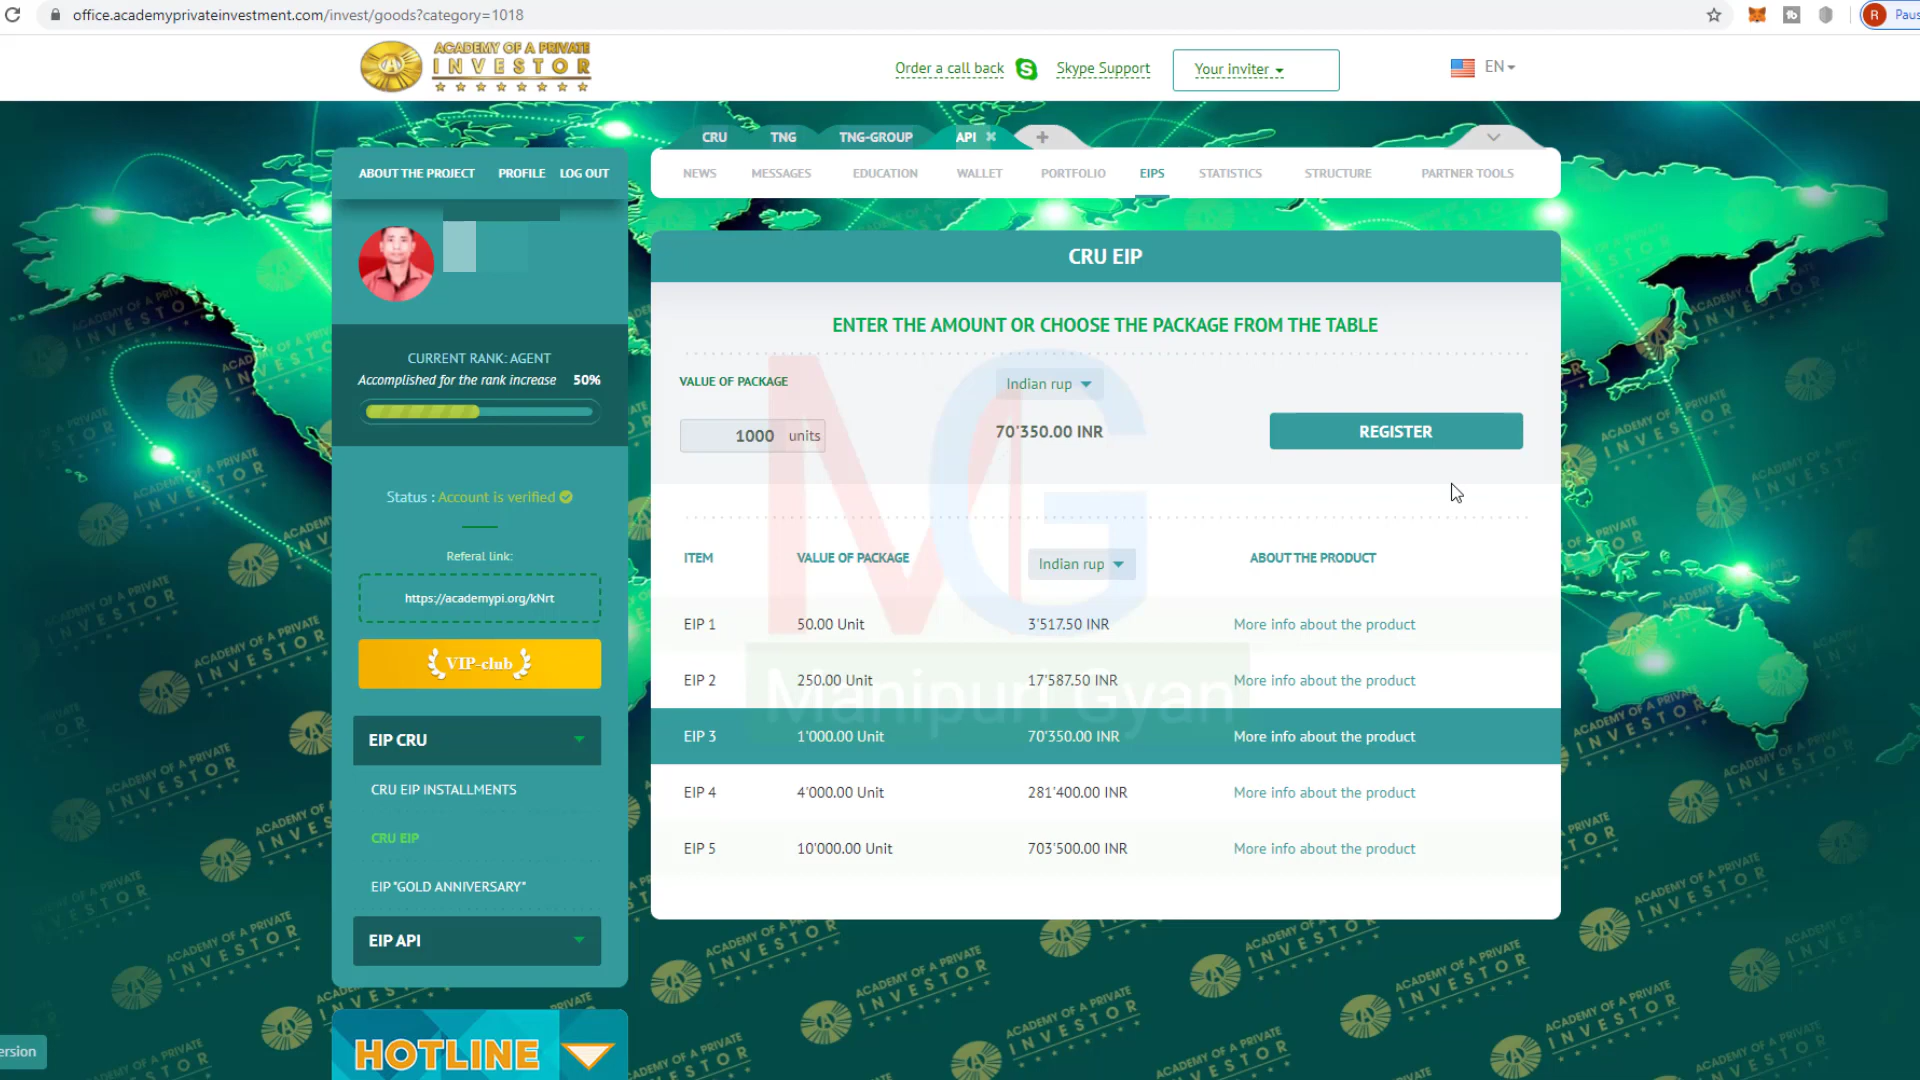 office.academyprivateinvestment.com/invest/goods?category=1018
R Paus
ACADEMY OF A PRIVATE
INVESTOR
Order a call back
Skype Support
Your inviter
EN
CRU
TNG
TNG-GROUP
API
ABOUT THE PROJECT
PROFILE
LOG OUT
NEWS
MESSAGES
EDUCATION
WALLET
PORTFOLIO
EIPS
STATISTICS
STRUCTURE
PARTNER TOOLS
CURRENT RANK: AGENT
Accomplished for the rank increase 50%
Status : Account is verified
Referal link:
https://academypi.org/kNrt
VIP-club
EIP CRU
CRU EIP INSTALLMENTS
CRU EIP
EIP "GOLD ANNIVERSARY"
EIP API
HOTLINE
ersion
CRU EIP
ENTER THE AMOUNT OR CHOOSE THE PACKAGE FROM THE TABLE
VALUE OF PACKAGE
Indian rup
1000 units
70'350.00 INR
REGISTER
ITEM VALUE OF PACKAGE Indian rup ABOUT THE PRODUCT
EIP 1 50.00 Unit 3'517.50 INR More info about the product
EIP 2 250.00 Unit 17'587.50 INR More info about the product
EIP 3 1'000.00 Unit 70'350.00 INR More info about the product
EIP 4 4'000.00 Unit 281'400.00 INR More info about the product
EIP 5 10'000.00 Unit 703'500.00 INR More info about the product
MG
Manipuri Gyan